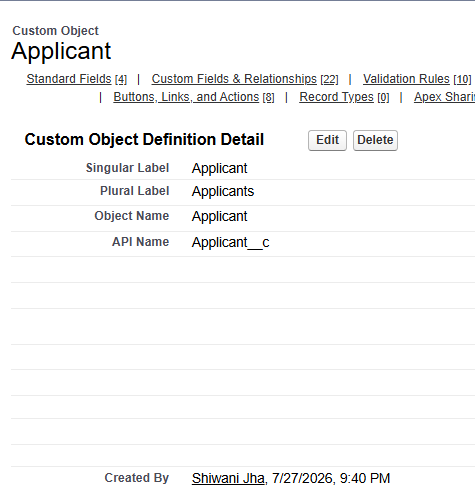 Custom Object
Applicant
Standard Fields [4] | Custom Fields & Relationships [22] | Validation Rules [10]
| Buttons, Links, and Actions [8] | Record Types [0] | Apex Shari
Custom Object Definition Detail Edit Delete
Singular Label Applicant
Plural Label Applicants
Object Name Applicant
API Name Applicant__c
Created By Shiwani Jha, 7/27/2026, 9:40 PM